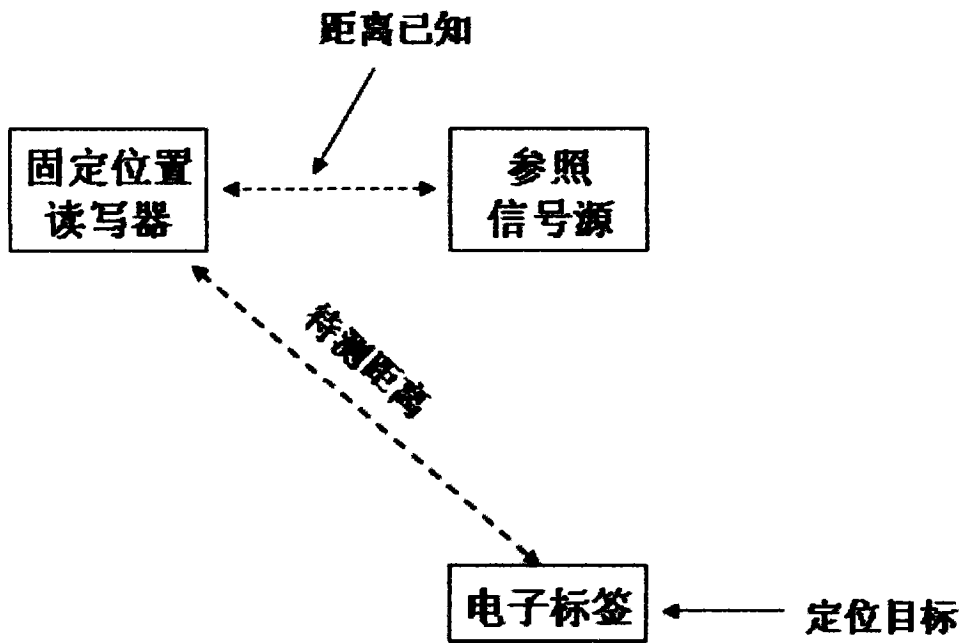 距离已知
固定位置
读写器
参照
信号源
待测距离
电子标签
定位目标